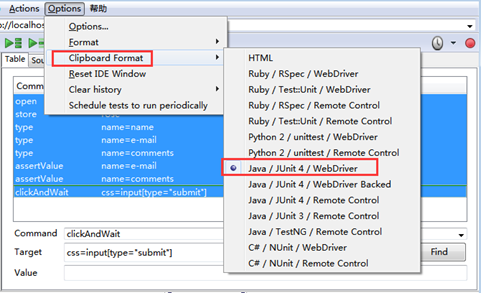 Actions Options 帮助
p://localhos
Options...
Format
Clipboard Format
Reset IDE Window
Clear history
Schedule tests to run periodically
HTML
Ruby / RSpec / WebDriver
Ruby / Test::Unit / WebDriver
Ruby / RSpec / Remote Control
Ruby / Test::Unit / Remote Control
Python 2 / unittest / WebDriver
Python 2 / unittest / Remote Control
Java / JUnit 4 / WebDriver
Java / JUnit 4 / WebDriver Backed
Java / JUnit 4 / Remote Control
Java / JUnit 3 / Remote Control
Java / TestNG / Remote Control
C# / NUnit / WebDriver
C# / NUnit / Remote Control
Table Sou
Comm
open
store
type name=name
type name=e-mail
type name=comments
assertValue name=e-mail
assertValue name=comments
clickAndWait css=input[type="submit"]
Command clickAndWait
Target css=input[type="submit"] Find
Value